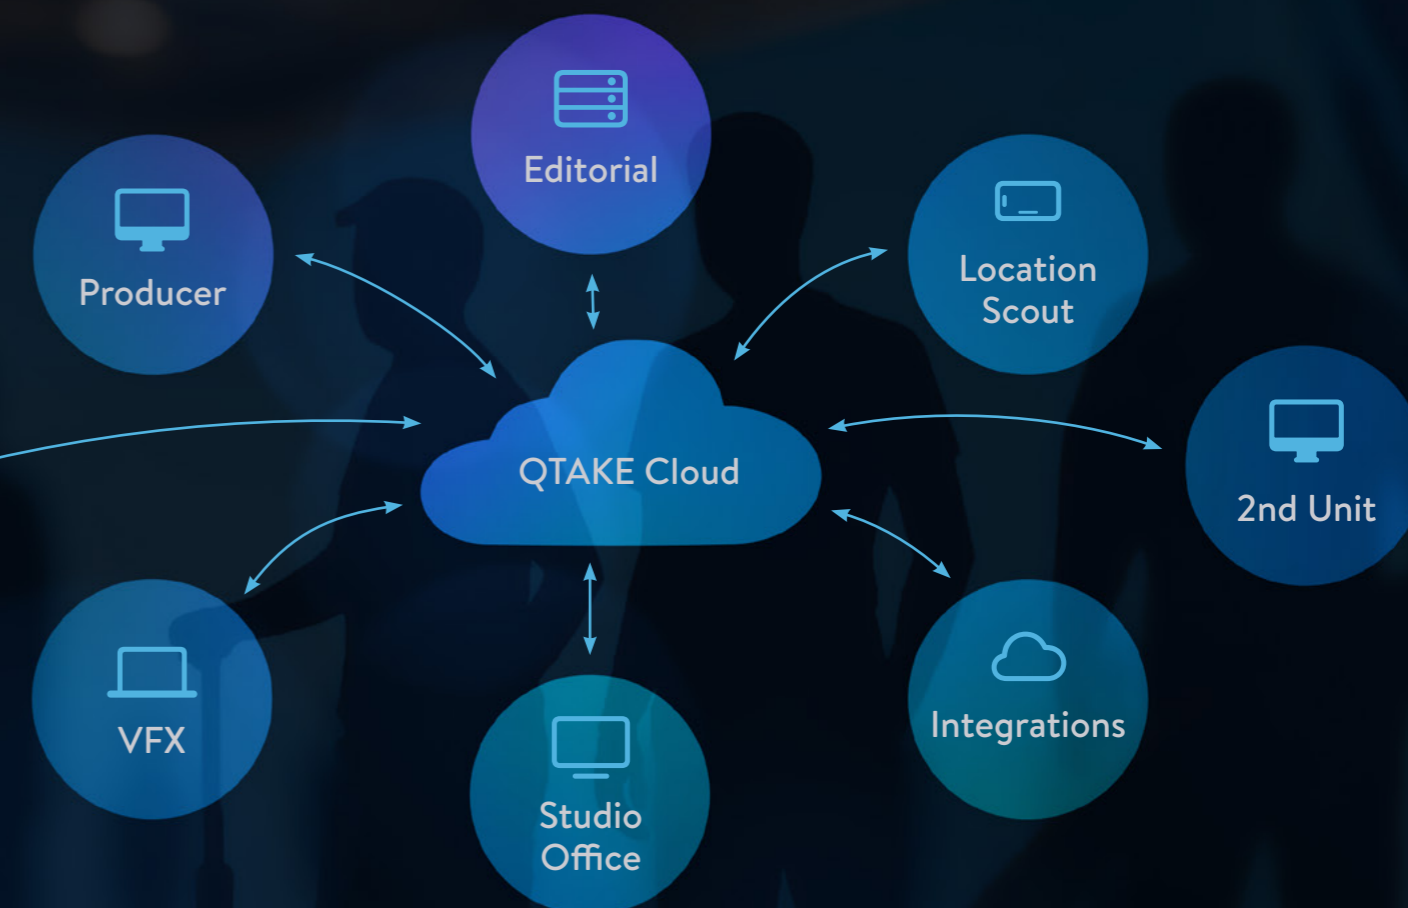 Editorial
Producer
Location
Scout
QTAKE Cloud
2nd Unit
VFX
Integrations
Studio
Office